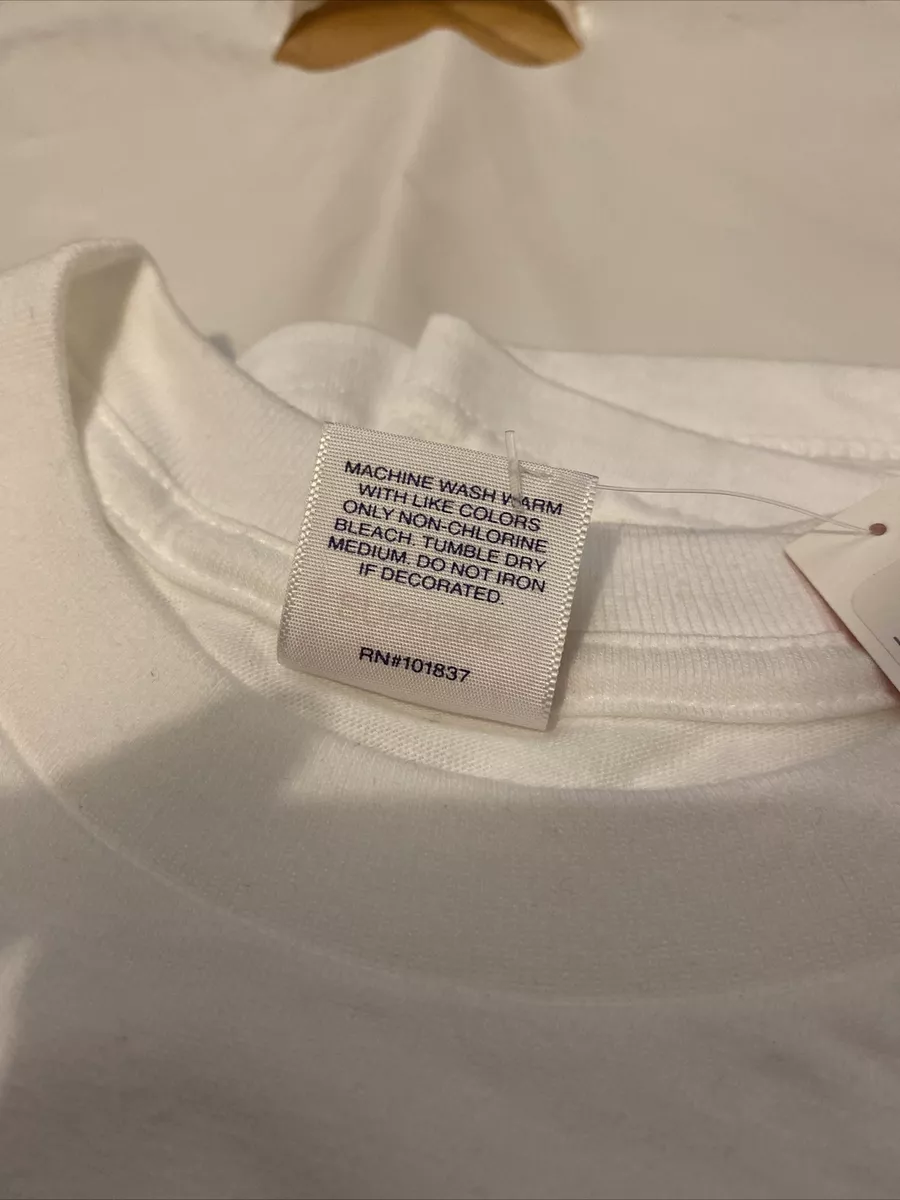 MACHINE WASH WARM
WITH LIKE COLORS
ONLY NON-CHLORINE
BLEACH. TUMBLE DRY
MEDIUM. DO NOT IRON
IF DECORATED.
RN#101837